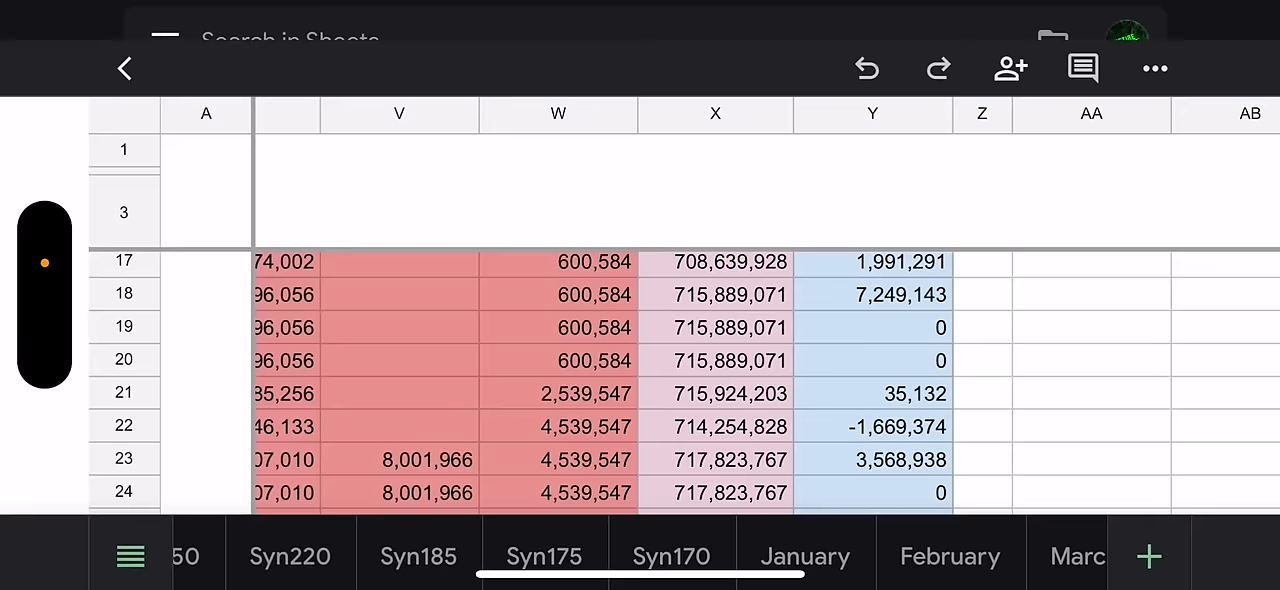 Search in Sheets
A V W X Y Z AA AB
1
3
17 74,002 600,584 708,639,928 1,991,291
18 96,056 600,584 715,889,071 7,249,143
19 96,056 600,584 715,889,071 0
20 96,056 600,584 715,889,071 0
21 85,256 2,539,547 715,924,203 35,132
22 46,133 4,539,547 714,254,828 -1,669,374
23 07,010 8,001,966 4,539,547 717,823,767 3,568,938
24 07,010 8,001,966 4,539,547 717,823,767 0
50 Syn220 Syn185 Syn175 Syn170 January February Marc